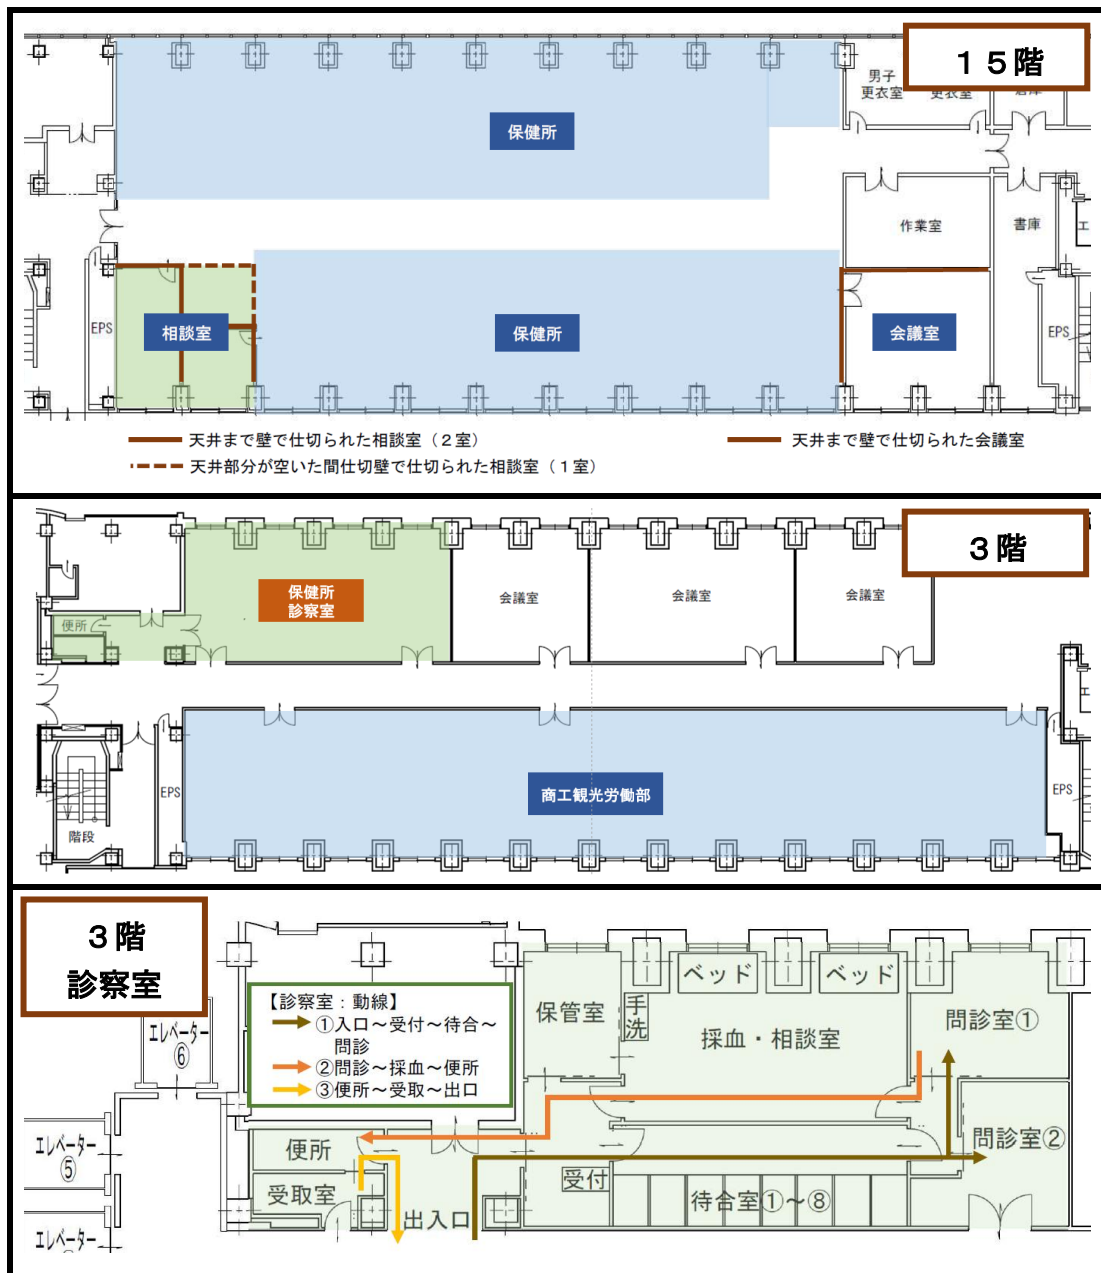 １５階
男子
更衣室
更衣室
倉庫
保健所
作業室
書庫
エ
EPS
相談室
保健所
会議室
EPS
天井まで壁で仕切られた相談室（２室）
天井まで壁で仕切られた会議室
天井部分が空いた間仕切壁で仕切られた相談室（１室）
３階
保健所
診察室
会議室
会議室
会議室
便所
エ
EPS
商工観光労働部
EPS
階段
３階
診察室
【診察室：動線】
①入口～受付～待合～
問診
②問診～採血～便所
③便所～受取～出口
エレベーター
⑥
エレベーター
⑤
エレベーター
保管室
手洗
ベッド
ベッド
採血・相談室
問診室①
問診室②
便所
受取室
出入口
受付
待合室①～⑧